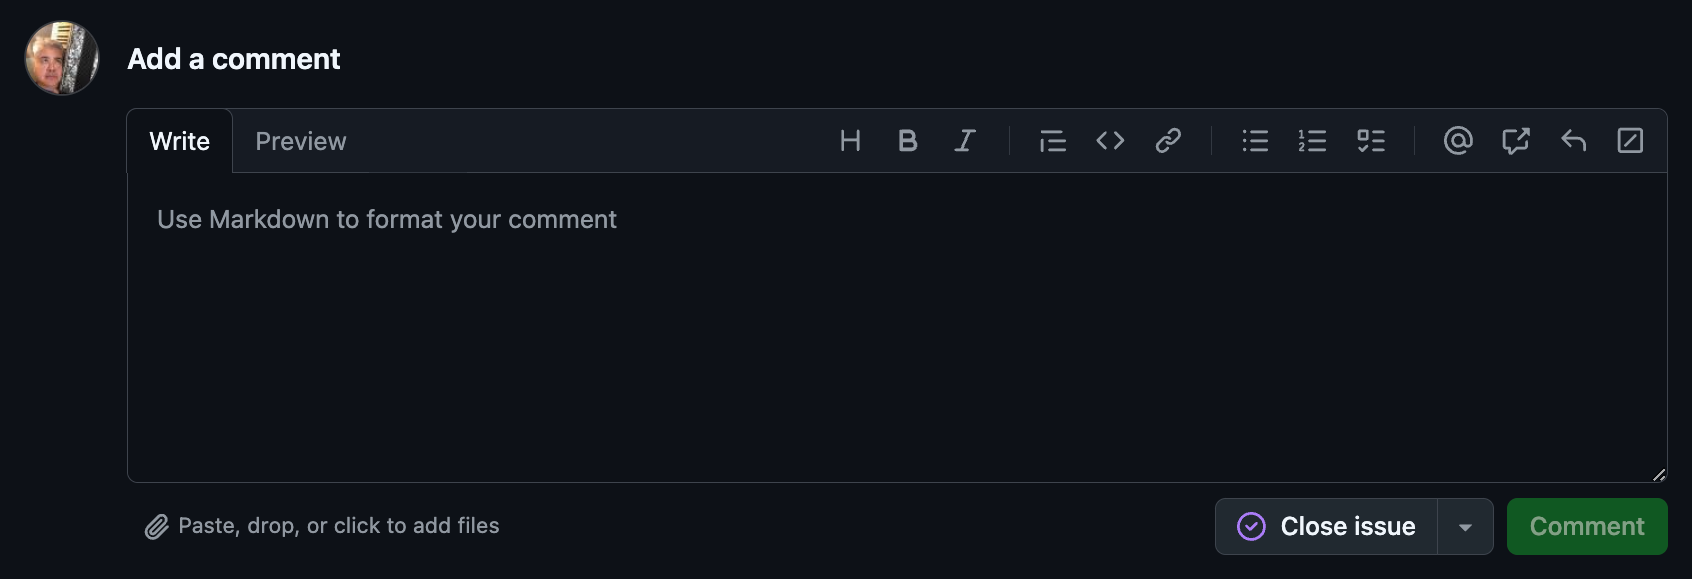 Add a comment
Write Preview
Use Markdown to format your comment
Paste, drop, or click to add files
Close issue
Comment